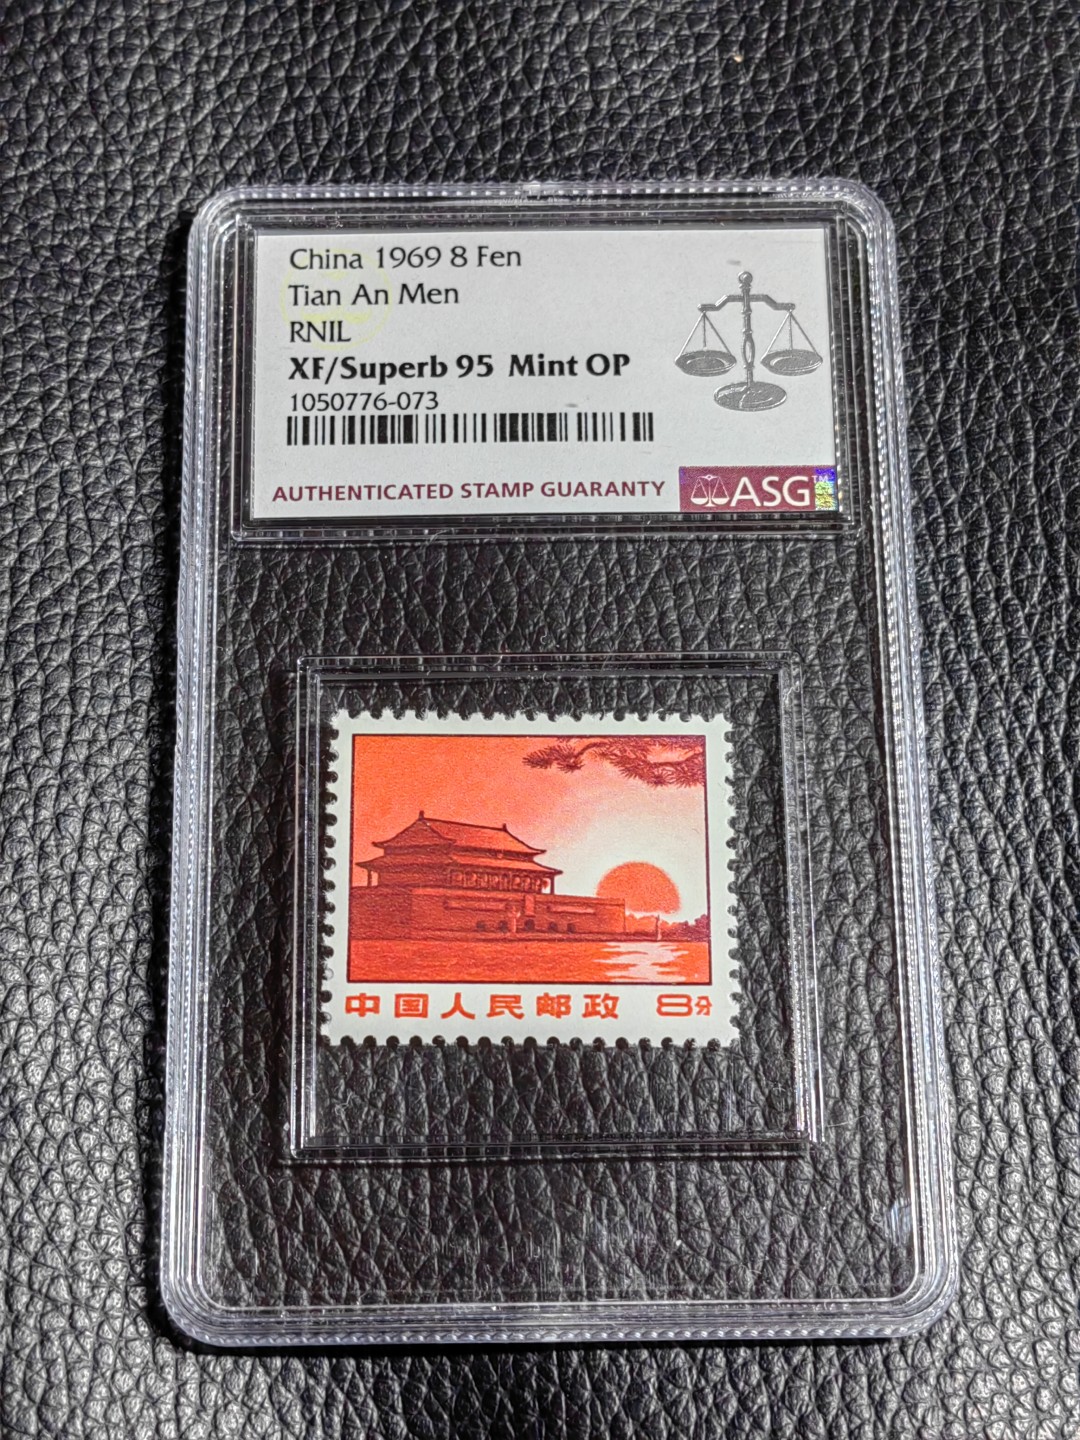 China 1969 8 Fen
Tian An Men
RNIL
XF/Superb 95 Mint OP
1050776-073
AUTHENTICATED STAMP GUARANTY
ASG™
中国人民邮政 8分